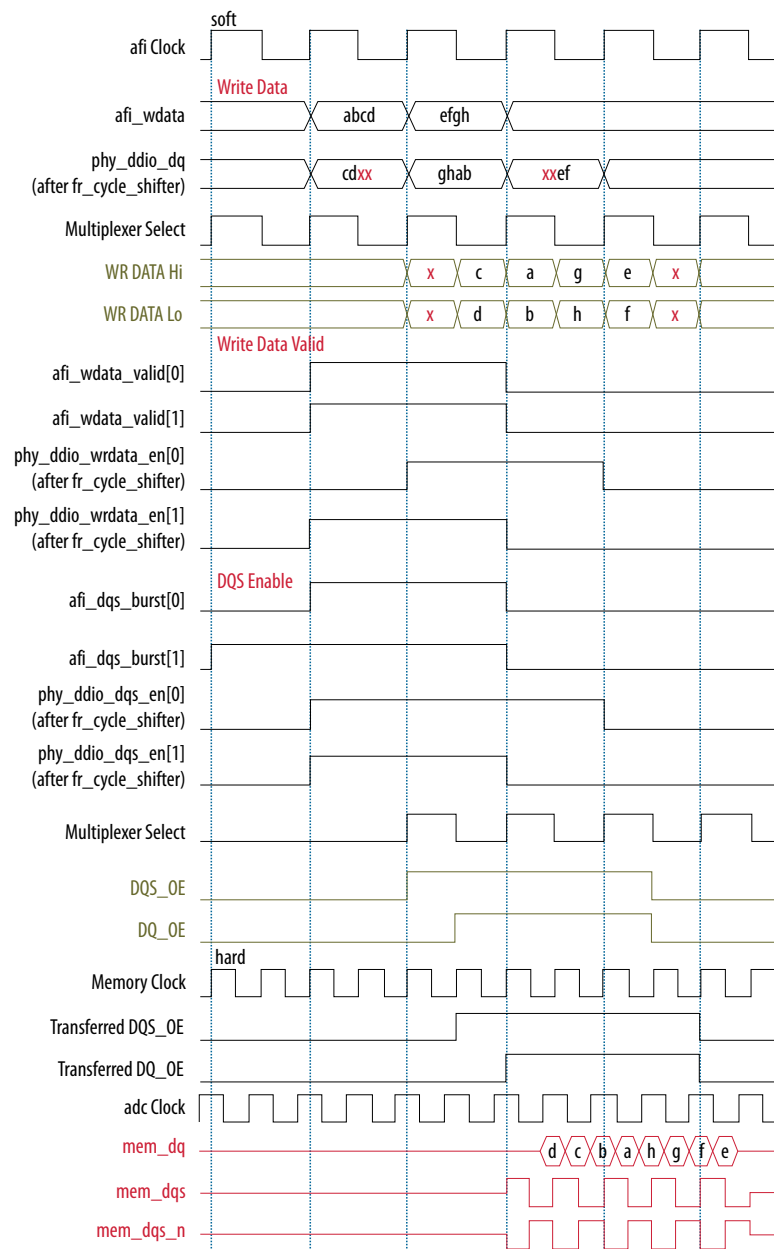 soft
afi Clock
Write Data
afi_wdata abcd efgh
phy_ddio_dq
(after fr_cycle_shifter) cdxx ghab xxef
Multiplexer Select
WR DATA Hi x c a g e x
WR DATA Lo x d b h f x
Write Data Valid
afi_wdata_valid[0]
afi_wdata_valid[1]
phy_ddio_wrdata_en[0]
(after fr_cycle_shifter)
phy_ddio_wrdata_en[1]
(after fr_cycle_shifter)
DQS Enable
afi_dqs_burst[0]
afi_dqs_burst[1]
phy_ddio_dqs_en[0]
(after fr_cycle_shifter)
phy_ddio_dqs_en[1]
(after fr_cycle_shifter)
Multiplexer Select
DQS_OE
DQ_OE
hard
Memory Clock
Transferred DQS_OE
Transferred DQ_OE
adc Clock
mem_dq d c b a h g f e
mem_dqs
mem_dqs_n